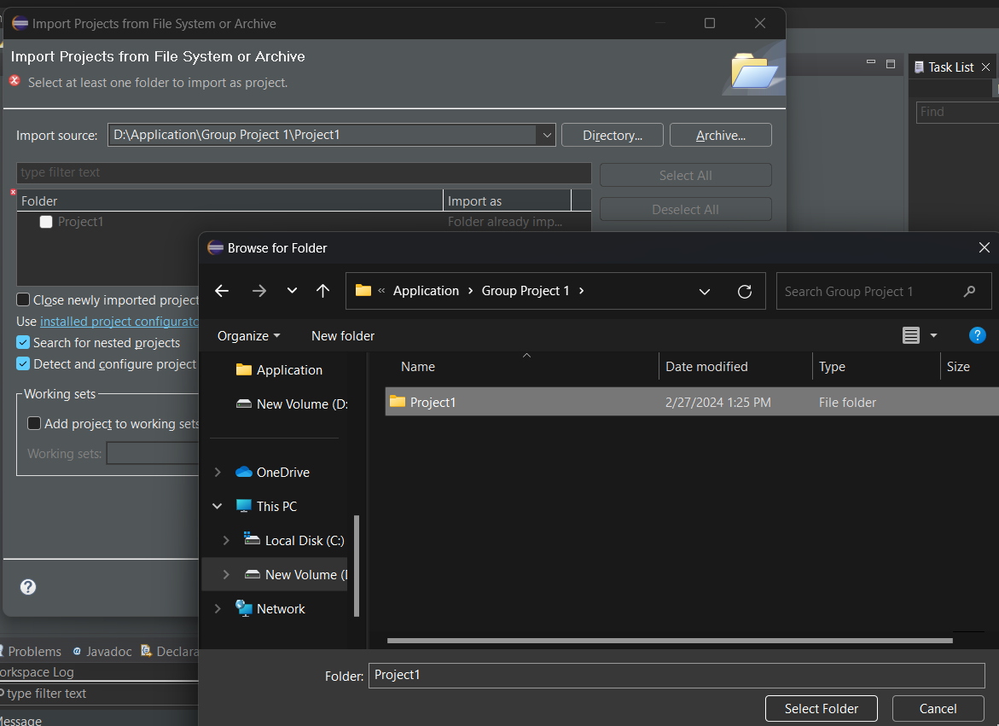 Import Projects from File System or Archive
Import Projects from File System or Archive
Select at least one folder to import as project.
Task List
Find
Import source: D:\Application\Group Project 1\Project1 Directory... Archive...
type filter text Select All
Folder Import as Deselect All
Project1 Folder already imp...
Close newly imported project
Use installed project configurato
Search for nested projects
Detect and configure project
Working sets
Add project to working sets
Working sets:
Browse for Folder
« Application › Group Project 1 › Search Group Project 1
Organize New folder
Name Date modified Type Size
Application
New Volume (D:
Project1 2/27/2024 1:25 PM File folder
OneDrive
This PC
Local Disk (C:)
New Volume (
Network
Problems Javadoc Declara
orkspace Log
type filter text
Message
Folder: Project1
Select Folder Cancel